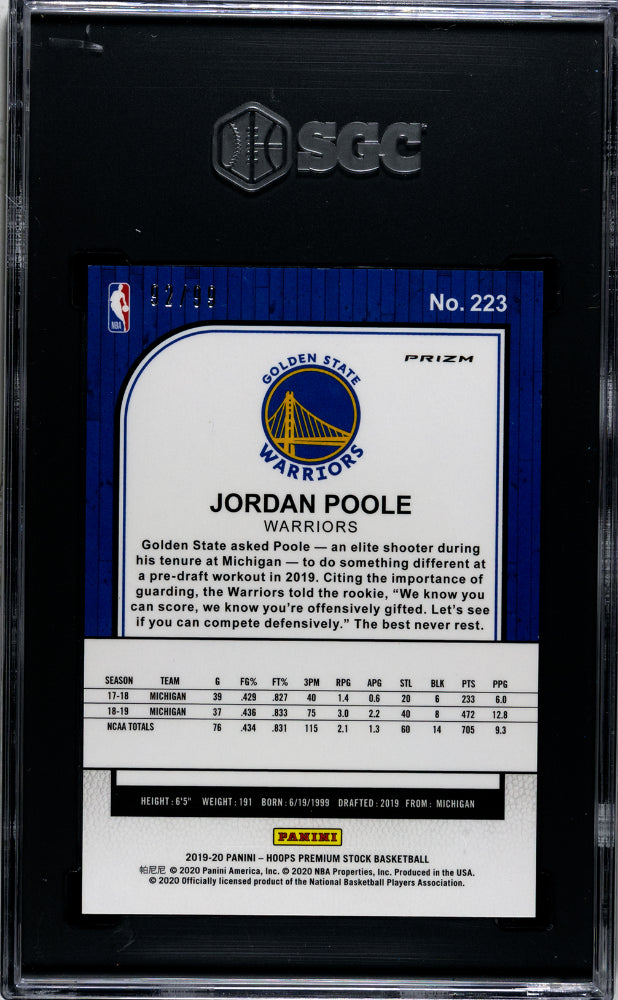 SGC
92/99
No. 223
NBA
PRIZM
GOLDEN STATE
WARRIORS
JORDAN POOLE
WARRIORS
Golden State asked Poole — an elite shooter during
his tenure at Michigan — to do something different at
a pre-draft workout in 2019. Citing the importance of
guarding, the Warriors told the rookie, “We know you
can score, we know you’re offensively gifted. Let’s see
if you can compete defensively.” The best never rest.
SEASON TEAM G FG% FT% 3PM RPG APG STL BLK PTS PPG
17-18 MICHIGAN 39 .429 .827 40 1.4 0.6 20 6 233 6.0
18-19 MICHIGAN 37 .436 .833 75 3.0 2.2 40 8 472 12.8
NCAA TOTALS 76 .434 .831 115 2.1 1.3 60 14 705 9.3
HEIGHT: 6'5" WEIGHT: 191 BORN: 6/19/1999 DRAFTED: 2019 FROM: MICHIGAN
PANINI
2019-20 PANINI – HOOPS PREMIUM STOCK BASKETBALL
帕尼尼 © 2020 Panini America, Inc. © 2020 NBA Properties, Inc. Produced in the USA.
© 2020 Officially licensed product of the National Basketball Players Association.